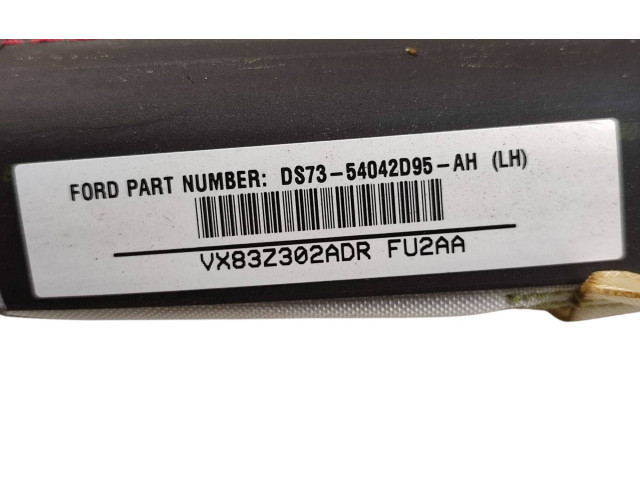 FORD PART NUMBER: DS73-54042D95-AH (LH)
VX83Z302ADR FU2AA